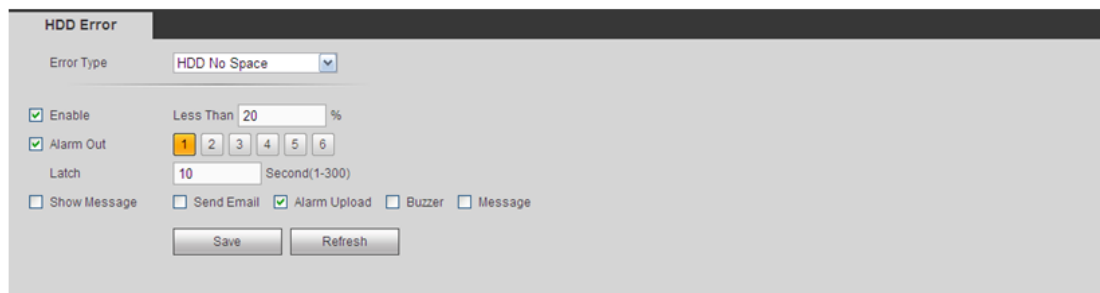 HDD Error
Error Type HDD No Space
Enable Less Than 20 %
Alarm Out 1 2 3 4 5 6
Latch 10 Second(1-300)
Show Message Send Email Alarm Upload Buzzer Message
Save Refresh